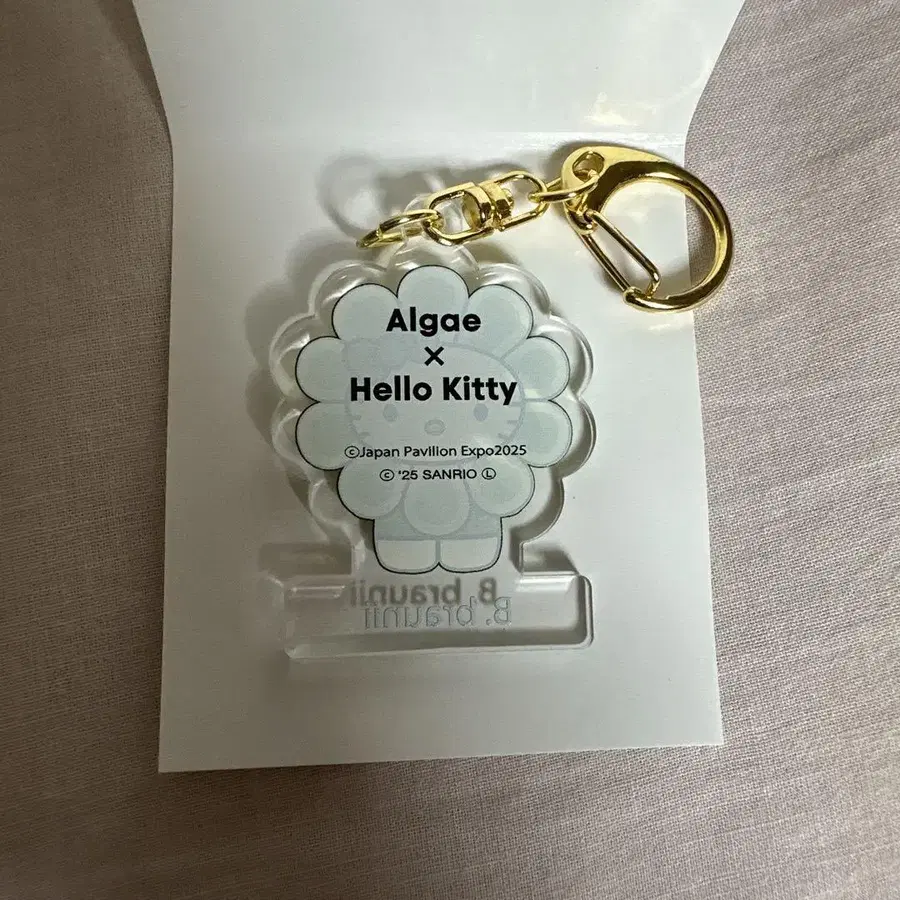 Algae
×
Hello Kitty
©Japan Pavilion Expo2025
© '25 SANRIO Ⓛ
B. braunii